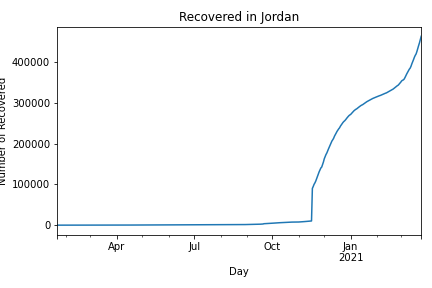 Recovered in Jordan
Number of Recovered
400000
300000
200000
100000
0
Apr
Jul
Oct
Jan
2021
Day